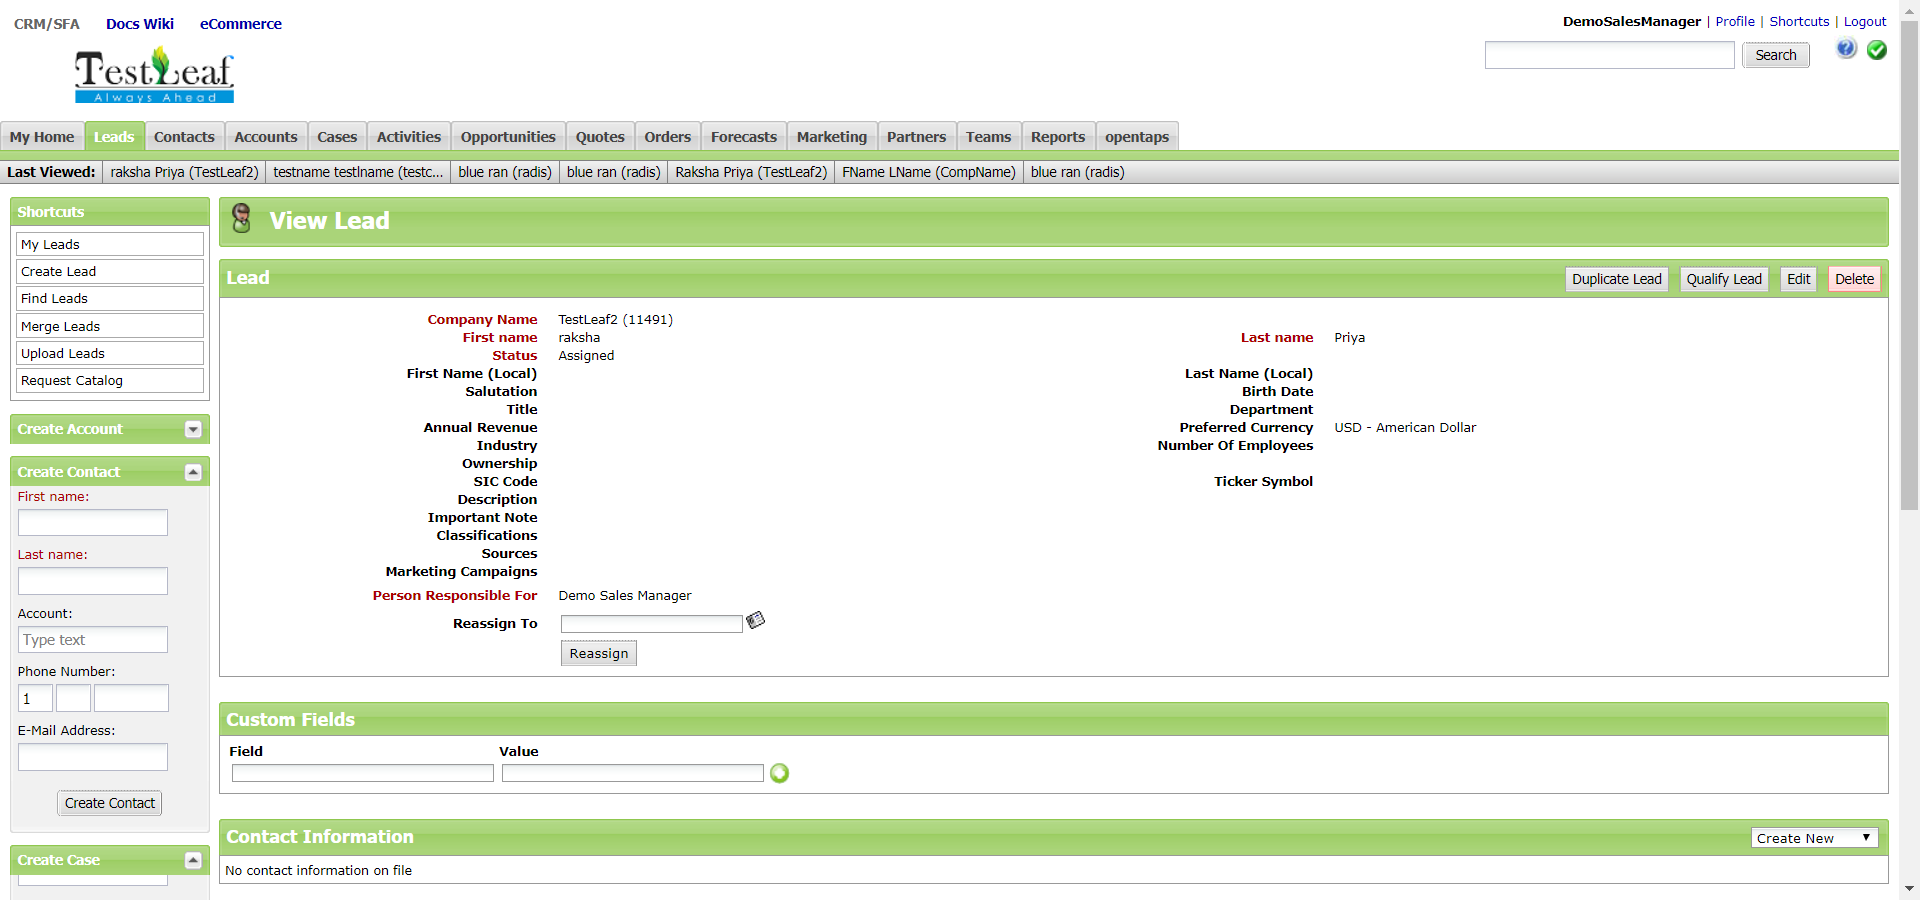 CRM/SFA Docs Wiki eCommerce
DemoSalesManager | Profile | Shortcuts | Logout
Search
TestLeaf
Always Ahead
My Home Leads Contacts Accounts Cases Activities Opportunities Quotes Orders Forecasts Marketing Partners Teams Reports opentaps
Last Viewed: raksha Priya (TestLeaf2) testname testlname (testc... blue ran (radis) blue ran (radis) Raksha Priya (TestLeaf2) FName LName (CompName) blue ran (radis)
Shortcuts
My Leads
Create Lead
Find Leads
Merge Leads
Upload Leads
Request Catalog
Create Account
Create Contact
First name:
Last name:
Account:
Type text
Phone Number:
1
E-Mail Address:
Create Contact
Create Case
View Lead
Lead
Duplicate Lead Qualify Lead Edit Delete
Company Name TestLeaf2 (11491)
First name raksha Last name Priya
Status Assigned
First Name (Local) Last Name (Local)
Salutation Birth Date
Title Department
Annual Revenue Preferred Currency USD - American Dollar
Industry Number Of Employees
Ownership
SIC Code Ticker Symbol
Description
Important Note
Classifications
Sources
Marketing Campaigns
Person Responsible For Demo Sales Manager
Reassign To
Reassign
Custom Fields
Field Value
Contact Information
Create New
No contact information on file